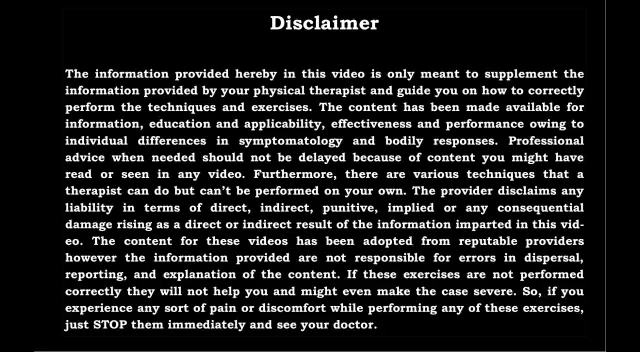 Disclaimer
The information provided hereby in this video is only meant to supplement the
information provided by your physical therapist and guide you on how to correctly
perform the techniques and exercises. The content has been made available for
information, education and applicability, effectiveness and performance owing to
individual differences in symptomatology and bodily responses. Professional
advice when needed should not be delayed because of content you might have
read or seen in any video. Furthermore, there are various techniques that a
therapist can do but can't be performed on your own. The provider disclaims any
liability in terms of direct, indirect, punitive, implied or any consequential
damage rising as a direct or indirect result of the information imparted in this vid-
eo. The content for these videos has been adopted from reputable providers
however the information provided are not responsible for errors in dispersal,
reporting, and explanation of the content. If these exercises are not performed
correctly they will not help you and might even make the case severe. So, if you
experience any sort of pain or discomfort while performing any of these exercises,
just STOP them immediately and see your doctor.